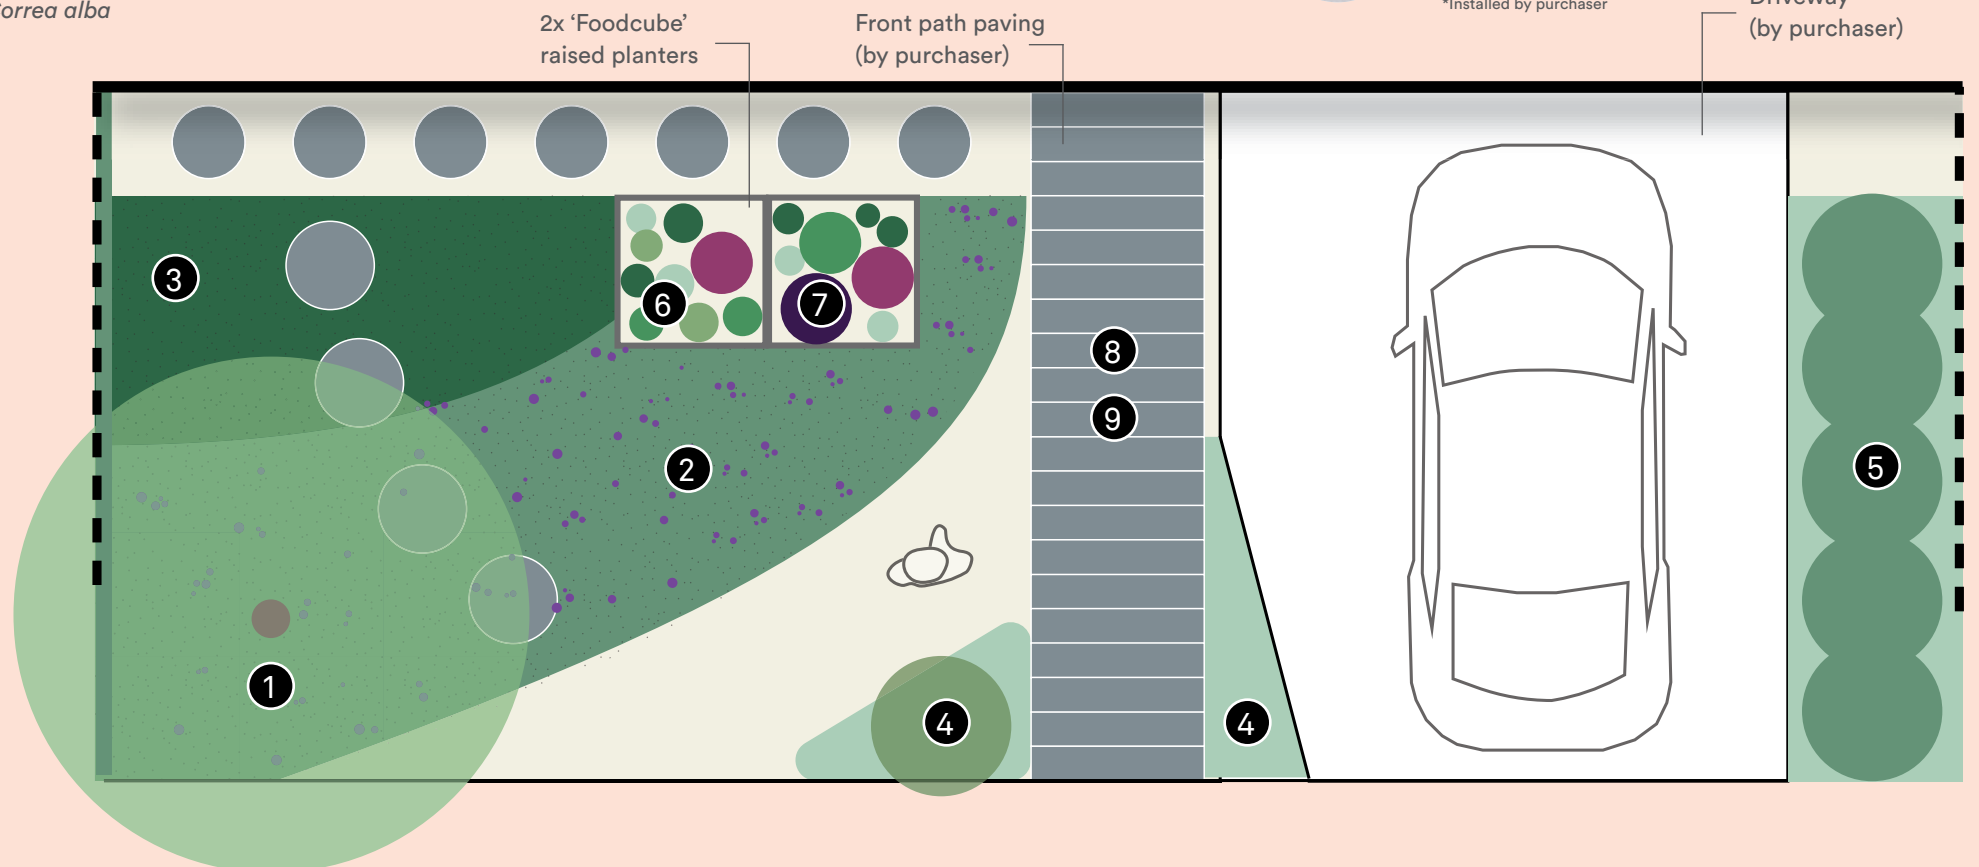 alba
*Installed by purchaser
2x ‘Foodcube’
raised planters
Front path paving
(by purchaser)
Driveway
(by purchaser)
3
6
7
8
9
2
5
1
4
4